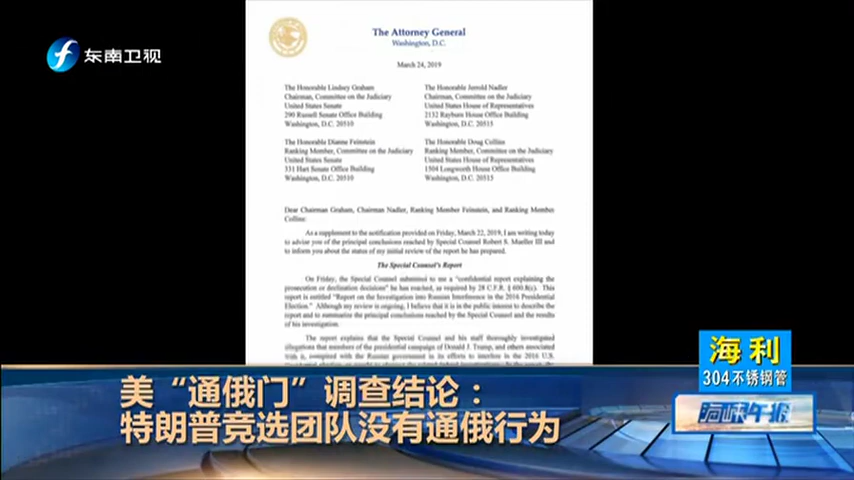 东南卫视
The Attorney General
Washington, D.C.
March 24, 2019
The Honorable Lindsey Graham
Chairman, Committee on the Judiciary
United States Senate
290 Russell Senate Office Building
Washington, D.C. 20510
The Honorable Jerrold Nadler
Chairman, Committee on the Judiciary
United States House of Representatives
2132 Rayburn House Office Building
Washington, D.C. 20515
The Honorable Dianne Feinstein
Ranking Member, Committee on the Judiciary
United States Senate
331 Hart Senate Office Building
Washington, D.C. 20510
The Honorable Doug Collins
Ranking Member, Committee on the Judiciary
United States House of Representatives
1504 Longworth House Office Building
Washington, D.C. 20515
Dear Chairman Graham, Chairman Nadler, Ranking Member Feinstein, and Ranking Member
Collins:
As a supplement to the notification provided on Friday, March 22, 2019, I am writing today
to advise you of the principal conclusions reached by Special Counsel Robert S. Mueller III and
to inform you about the status of my initial review of the report he has prepared.
The Special Counsel's Report
On Friday, the Special Counsel submitted to me a "confidential report explaining the
prosecution or declination decisions" he has reached, as required by 28 C.F.R. § 600.8(c). This
report is entitled "Report on the Investigation into Russian Interference in the 2016 Presidential
Election." Although my review is ongoing, I believe that it is in the public interest to describe the
report and to summarize the principal conclusions reached by the Special Counsel and the results
of his investigation.
The report explains that the Special Counsel and his staff thoroughly investigated
allegations that members of the presidential campaign of Donald J. Trump, and others associated
with it, conspired with the Russian government in its efforts to interfere in the 2016 U.S.
海利
304不锈钢管
海峡午报
美“通俄门”调查结论：
特朗普竞选团队没有通俄行为